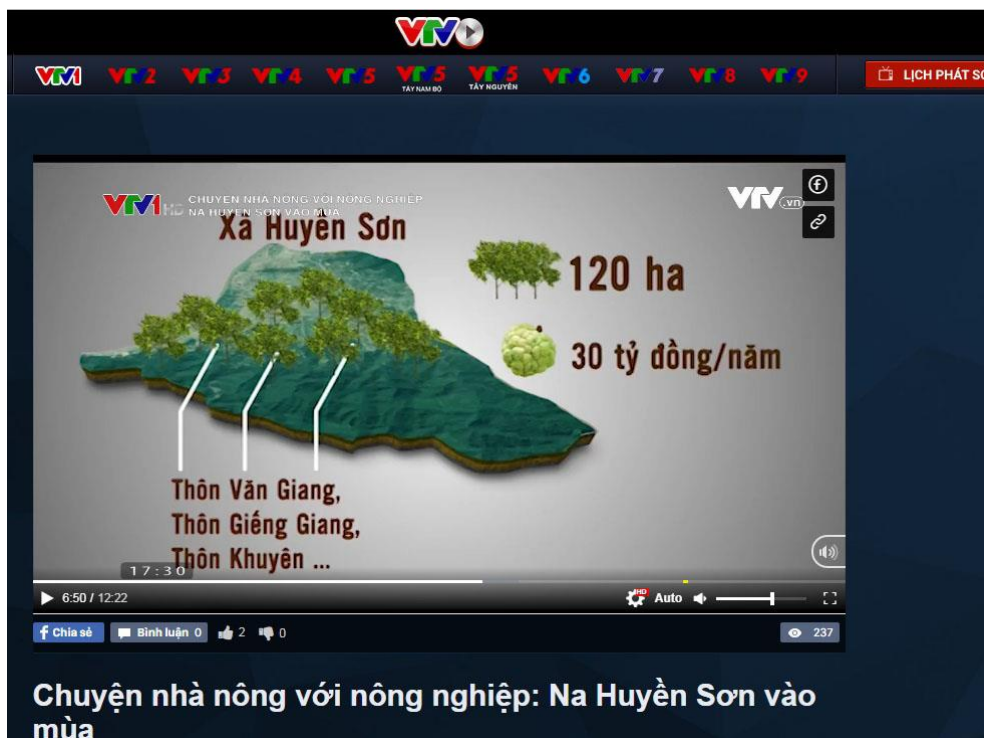 VTV
VTV1 VTV2 VTV3 VTV4 VTV5 VTV5 VTV5 VTV6 VTV7 VTV8 VTV9 LỊCH PHÁT SÓ
TÂY NAM BỘ TÂY NGUYÊN
VTV1 HD CHUYỆN NHÀ NÔNG VỚI NÔNG NGHIỆP
NA HUYỀN SƠN VÀO MÙA
VTV.vn
Xã Huyền Sơn
120 ha
30 tỷ đồng/năm
Thôn Văn Giang,
Thôn Giếng Giang,
Thôn Khuyên ...
17:30
6:50 / 12:22 HD Auto
Chia sẻ Bình luận 0 2 0 237
Chuyện nhà nông với nông nghiệp: Na Huyền Sơn vào
mùa